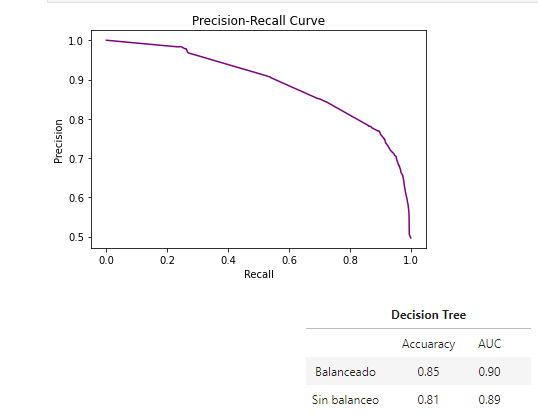 Precision-Recall Curve
1.0
0.9
0.8
0.7
0.6
0.5
Precision
0.0 0.2 0.4 0.6 0.8 1.0
Recall
Decision Tree
Accuaracy AUC
Balanceado 0.85 0.90
Sin balanceo 0.81 0.89